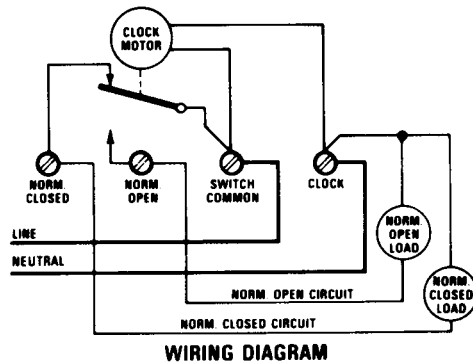 CLOCK
MOTOR
NORM.
CLOSED
NORM.
OPEN
SWITCH
COMMON
CLOCK
LINE
NEUTRAL
NORM.
OPEN
LOAD
NORM.
CLOSED
LOAD
NORM. OPEN CIRCUIT
NORM. CLOSED CIRCUIT
WIRING DIAGRAM